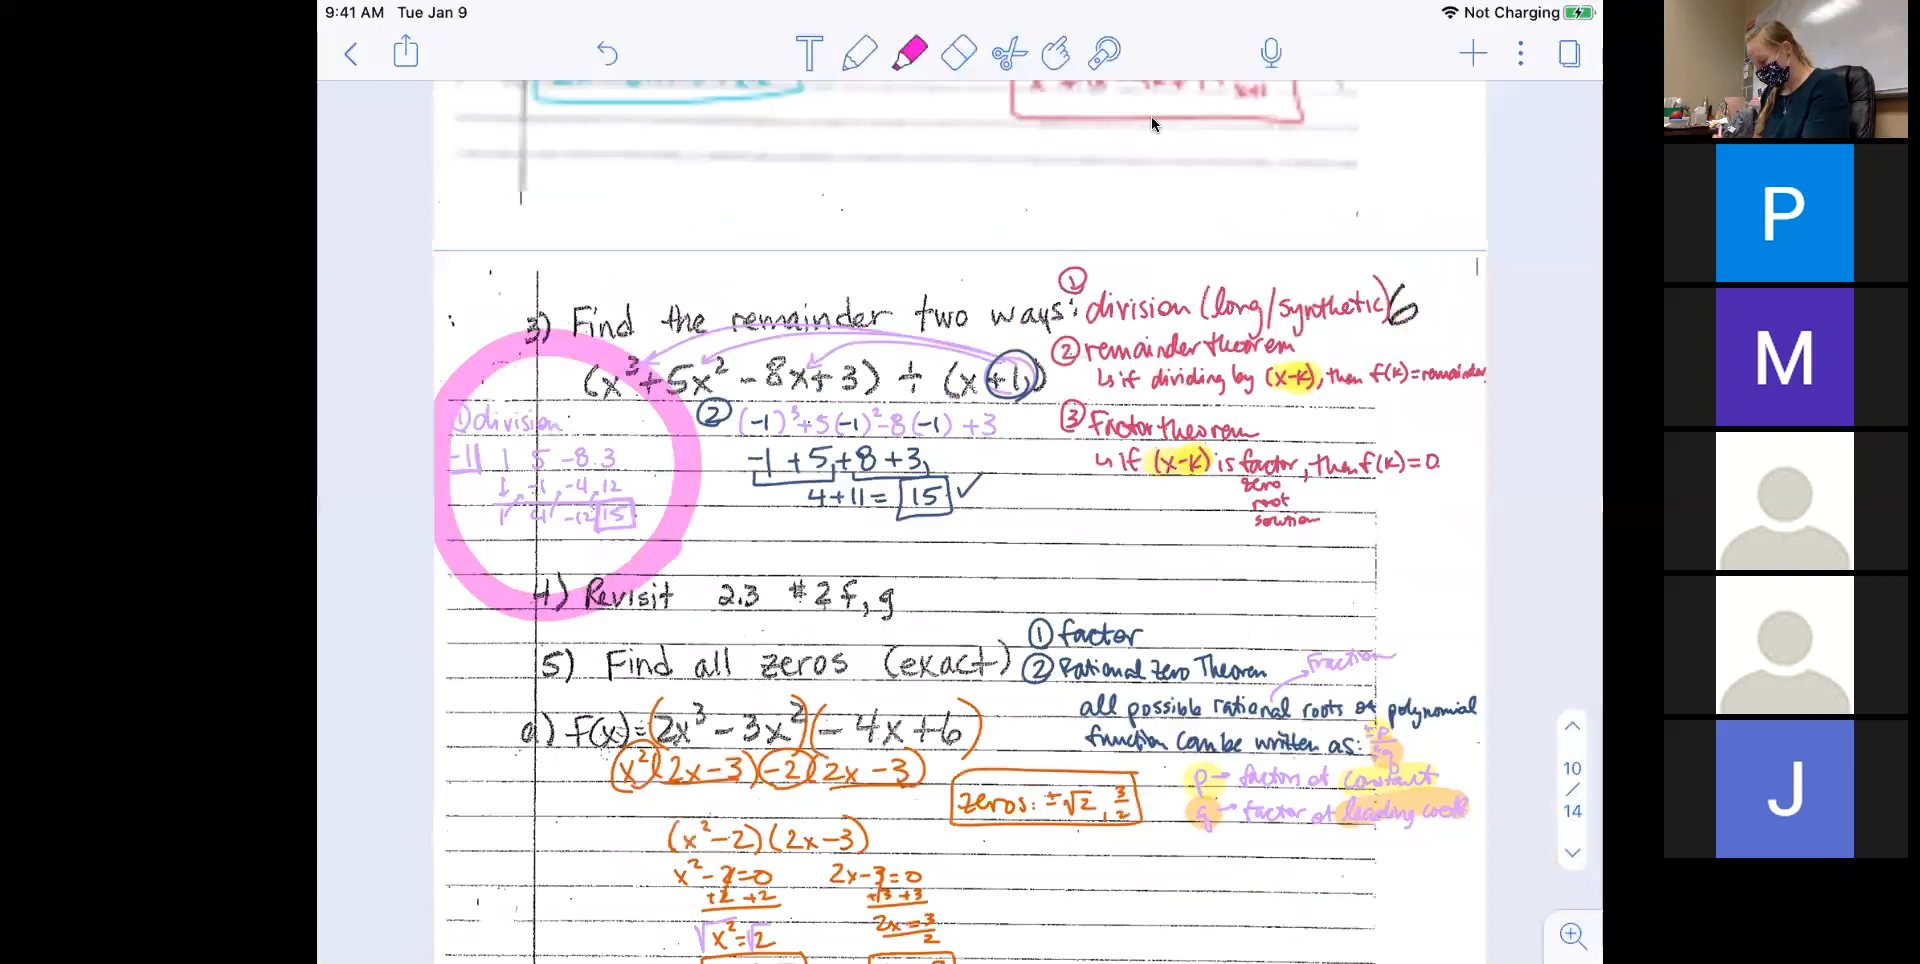 9:41 AM Tue Jan 9
Not Charging
3) Find the remainder two ways:
① division (long/synthetic) 6
② remainder theorem
↳ if dividing by (x-k), then f(k)=remainder
(x³+5x²-8x+3) ÷ (x+1)
① division
-1| 1 5 -8 3
↓ -1 -4 12
1 4 -12 15
② (-1)³+5(-1)²-8(-1)+3
-1+5+8+3
4+11=15 ✓
③ Factor theorem
↳ if (x-k) is factor, then f(k)=0
zero
root
solution
4) Revisit 2.3 #2 f, g
5) Find all zeros (exact)
① factor
② Rational Zero Theorem
Fraction
all possible rational roots of polynomial
function can be written as: ±p/±q
p→ factors of constant
q→ factor of leading coeff
a) f(x)=(2x³-3x²)(-4x+6)
x²(2x-3)-2(2x-3)
zeros: ±√2, 3/2
(x²-2)(2x-3)
x²-2=0 2x-3=0
+2 +2 +3 +3
√x²=√2 2x=3
2
10
/
14
P
M
J